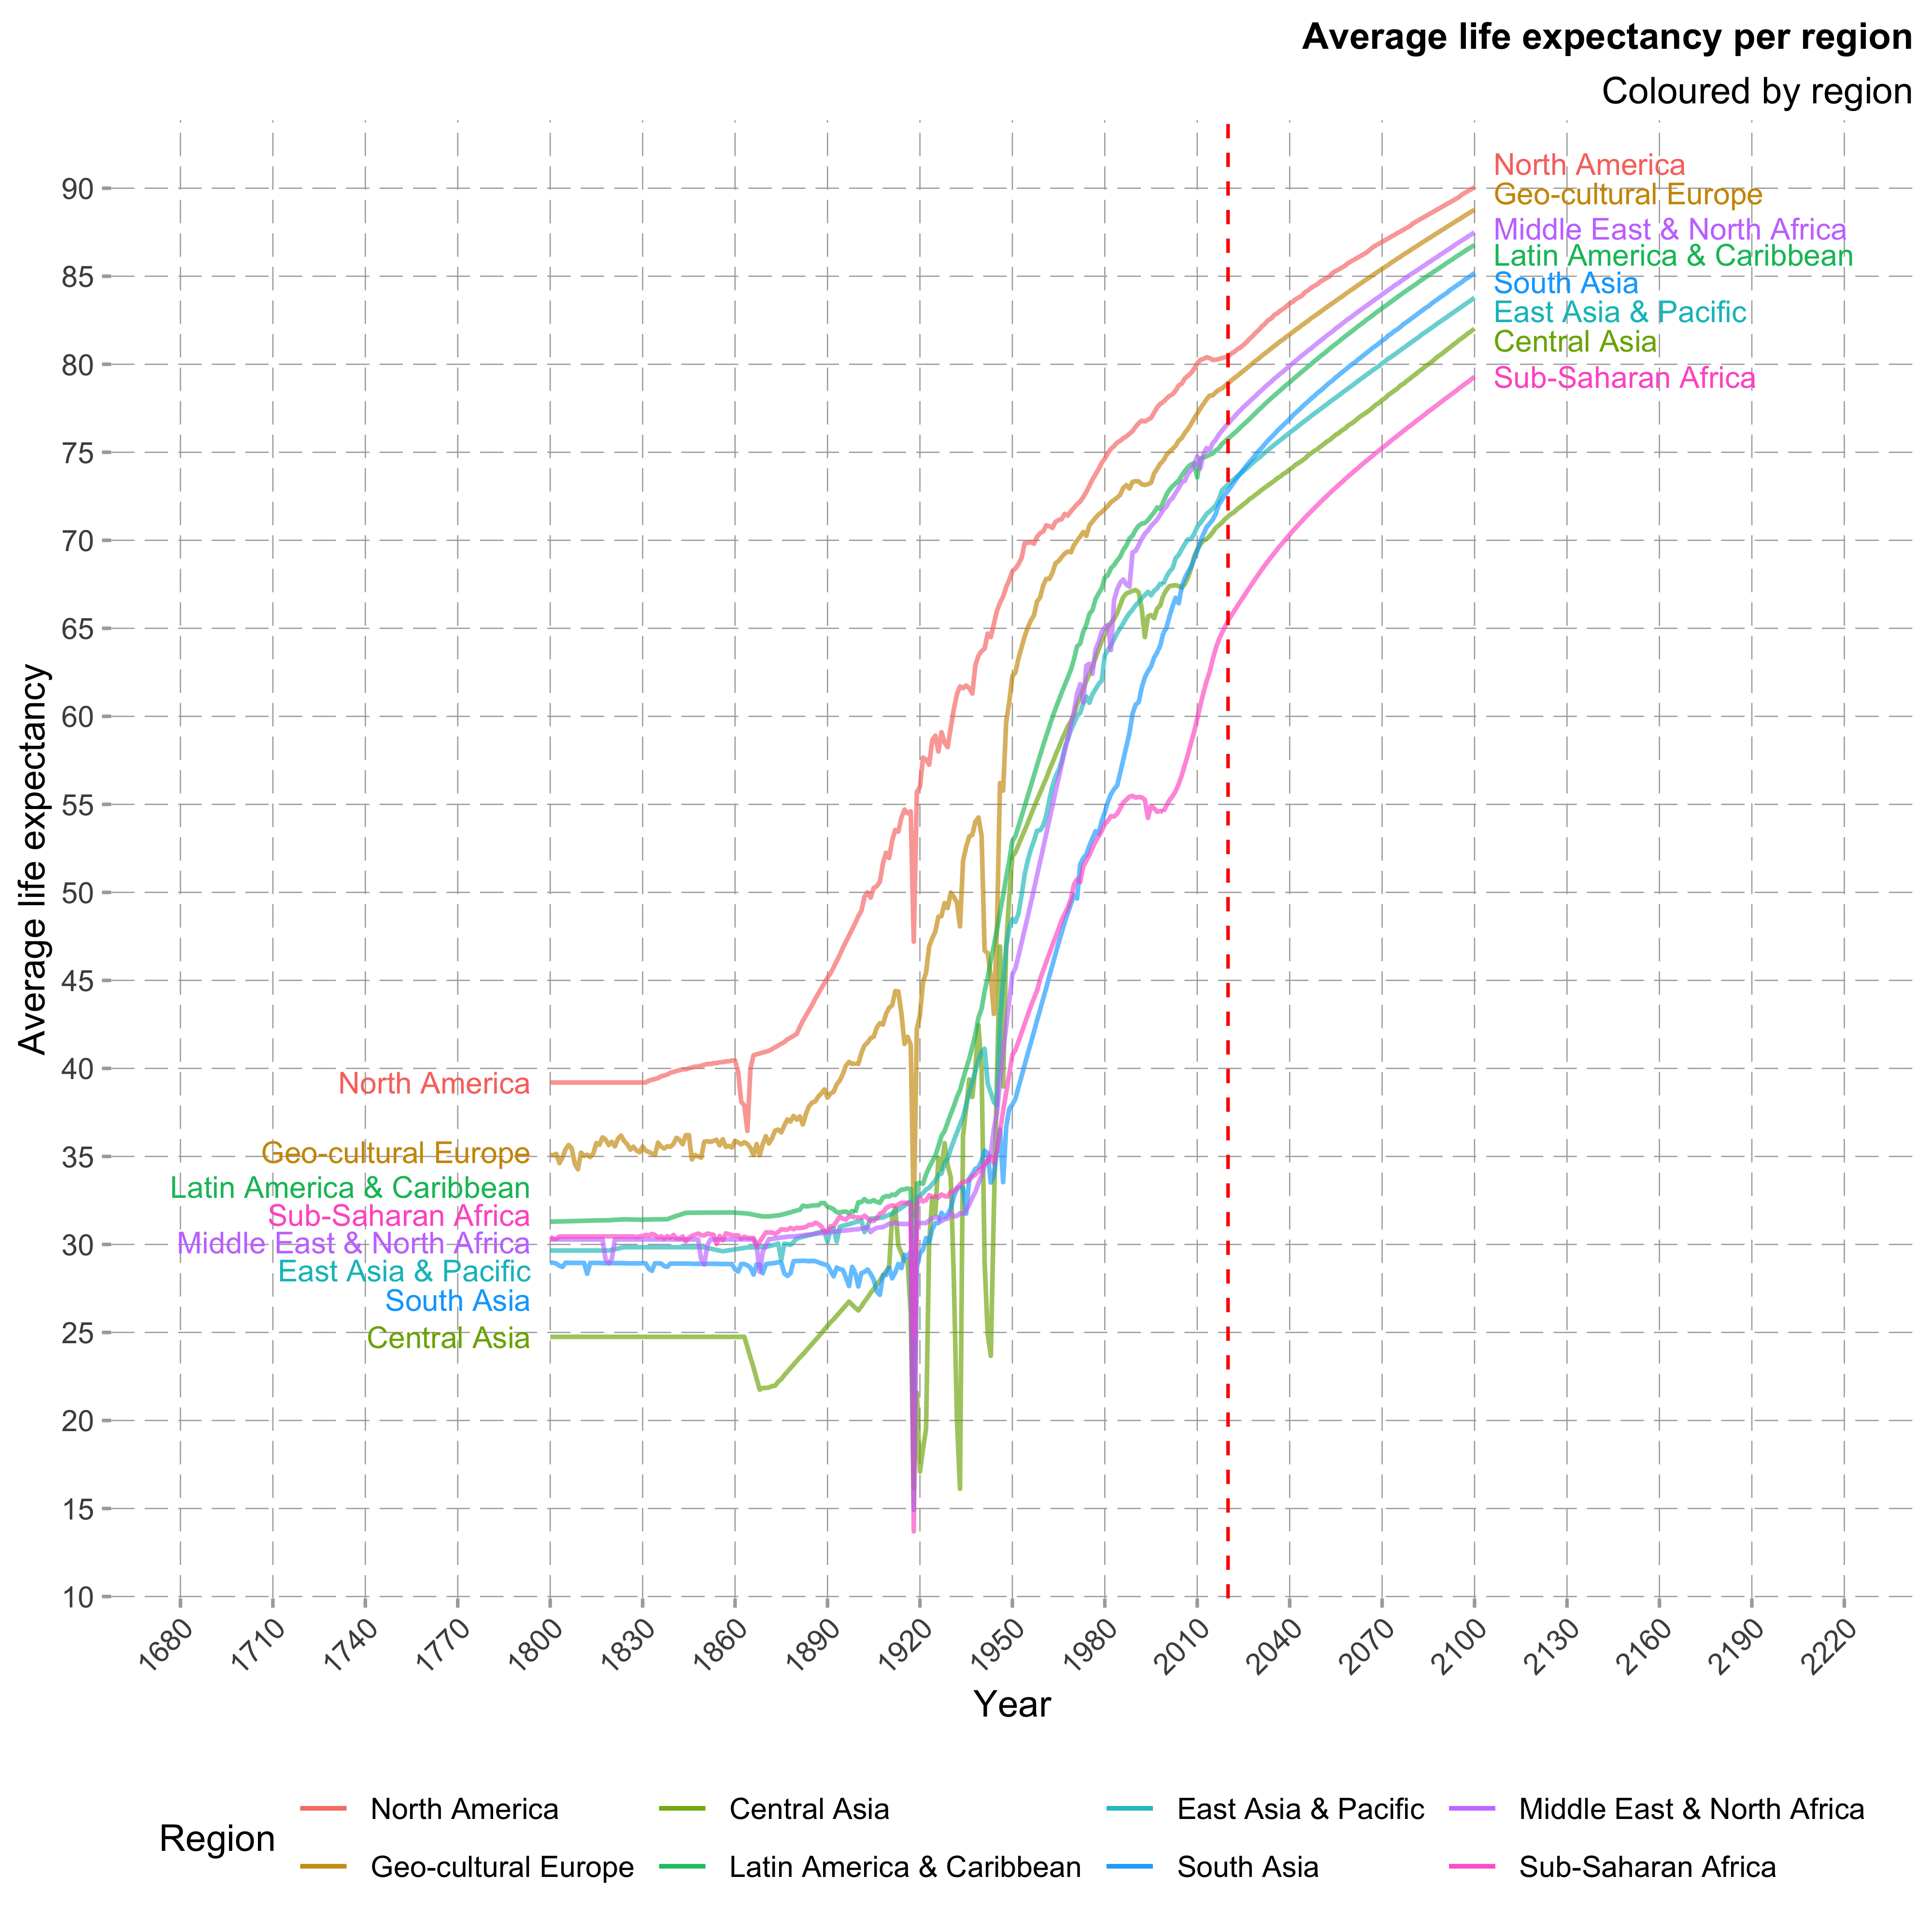 Average life expectancy per region
Coloured by region
North America
Geo-cultural Europe
Middle East & North Africa
Latin America & Caribbean
South Asia
East Asia & Pacific
Central Asia
Sub-Saharan Africa
90
85
80
75
70
65
60
55
50
45
40
35
30
25
20
15
10
Average life expectancy
North America
Geo-cultural Europe
Latin America & Caribbean
Sub-Saharan Africa
Middle East & North Africa
East Asia & Pacific
South Asia
Central Asia
1680 1710 1740 1770 1800 1830 1860 1890 1920 1950 1980 2010 2040 2070 2100 2130 2160 2190 2220
Year
Region
North America Central Asia East Asia & Pacific Middle East & North Africa
Geo-cultural Europe Latin America & Caribbean South Asia Sub-Saharan Africa